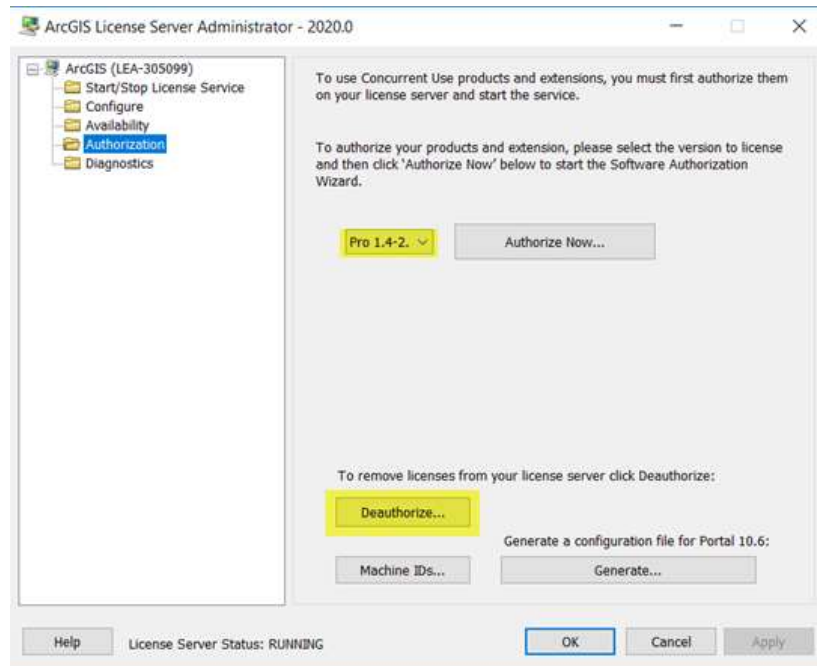 ArcGIS License Server Administrator - 2020.0
ArcGIS (LEA-305099)
Start/Stop License Service
Configure
Availability
Authorization
Diagnostics
To use Concurrent Use products and extensions, you must first authorize them
on your license server and start the service.
To authorize your products and extension, please select the version to license
and then click 'Authorize Now' below to start the Software Authorization
Wizard.
Pro 1.4-2.
Authorize Now...
To remove licenses from your license server click Deauthorize:
Deauthorize...
Generate a configuration file for Portal 10.6:
Machine IDs...
Generate...
Help
License Server Status: RUNNING
OK
Cancel
Apply